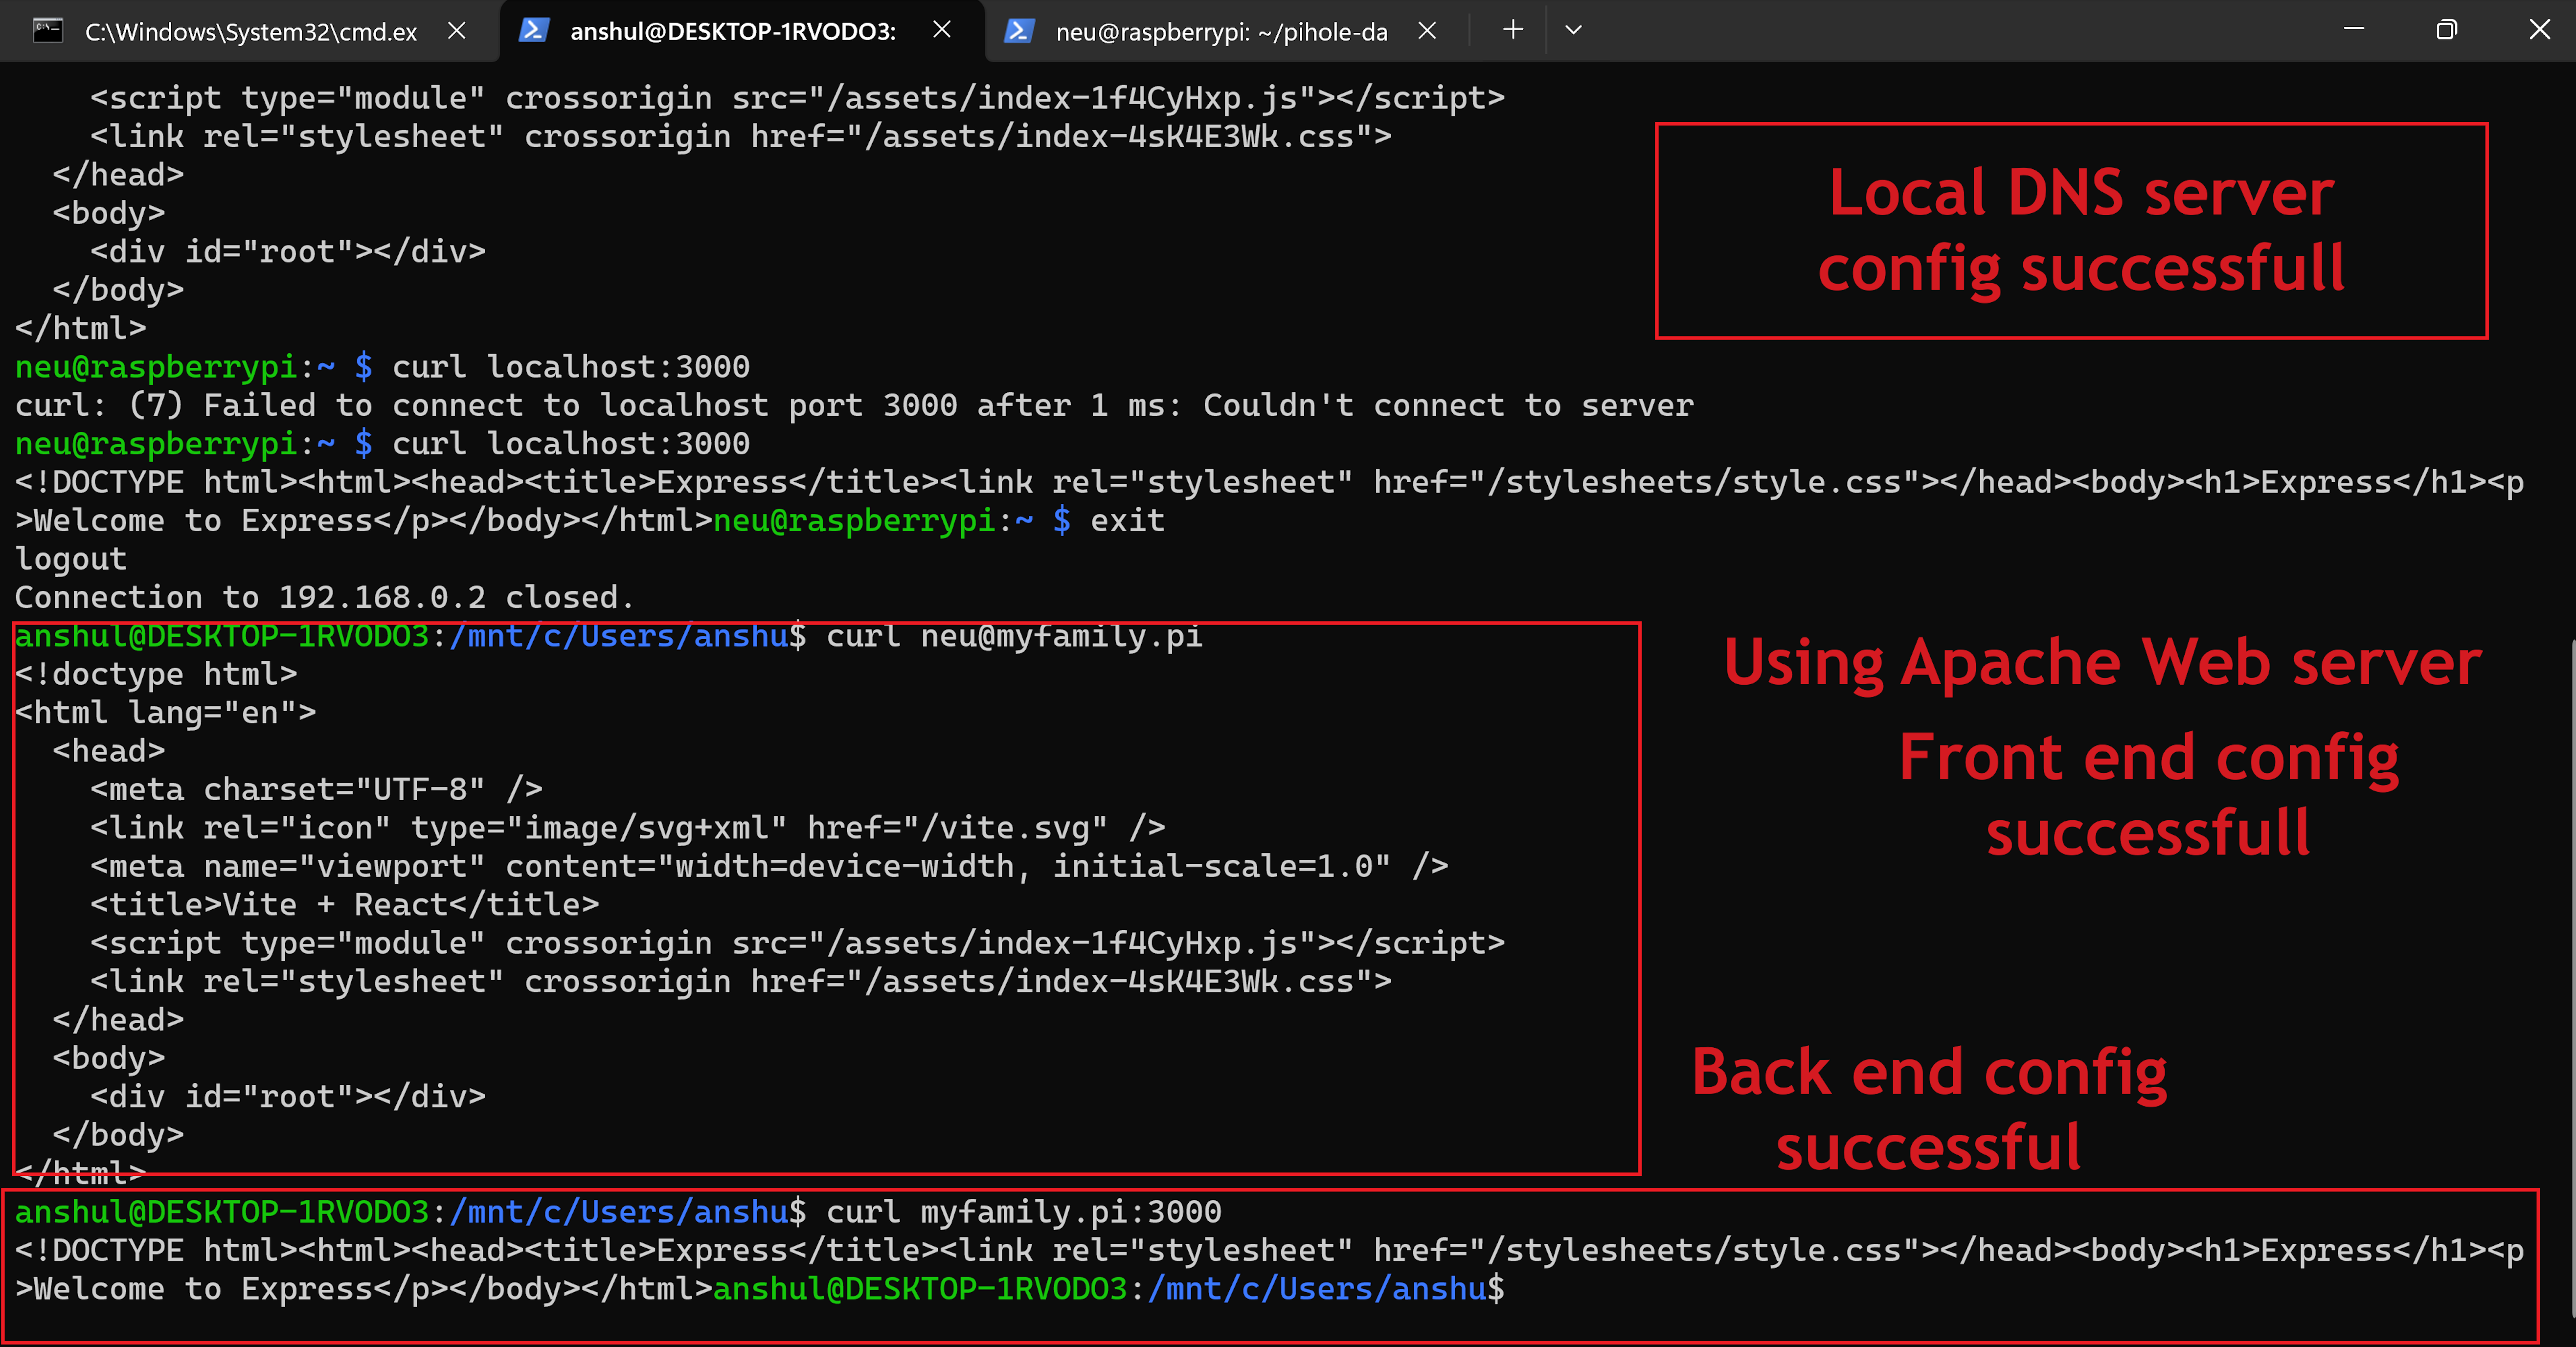 C:\Windows\System32\cmd.ex
anshul@DESKTOP-1RVODO3:
neu@raspberrypi: ~/pihole-da
    <script type="module" crossorigin src="/assets/index-1f4CyHxp.js"></script>
    <link rel="stylesheet" crossorigin href="/assets/index-4sK4E3Wk.css">
  </head>
  <body>
    <div id="root"></div>
  </body>
</html>
Local DNS server
config successfull
neu@raspberrypi:~ $ curl localhost:3000
curl: (7) Failed to connect to localhost port 3000 after 1 ms: Couldn't connect to server
neu@raspberrypi:~ $ curl localhost:3000
<!DOCTYPE html><html><head><title>Express</title><link rel="stylesheet" href="/stylesheets/style.css"></head><body><h1>Express</h1><p
>Welcome to Express</p></body></html>neu@raspberrypi:~ $ exit
logout
Connection to 192.168.0.2 closed.
anshul@DESKTOP-1RVODO3:/mnt/c/Users/anshu$ curl neu@myfamily.pi
<!doctype html>
<html lang="en">
  <head>
    <meta charset="UTF-8" />
    <link rel="icon" type="image/svg+xml" href="/vite.svg" />
    <meta name="viewport" content="width=device-width, initial-scale=1.0" />
    <title>Vite + React</title>
    <script type="module" crossorigin src="/assets/index-1f4CyHxp.js"></script>
    <link rel="stylesheet" crossorigin href="/assets/index-4sK4E3Wk.css">
  </head>
  <body>
    <div id="root"></div>
  </body>
</html>
Using Apache Web server
Front end config
successfull
Back end config
successful
anshul@DESKTOP-1RVODO3:/mnt/c/Users/anshu$ curl myfamily.pi:3000
<!DOCTYPE html><html><head><title>Express</title><link rel="stylesheet" href="/stylesheets/style.css"></head><body><h1>Express</h1><p
>Welcome to Express</p></body></html>anshul@DESKTOP-1RVODO3:/mnt/c/Users/anshu$